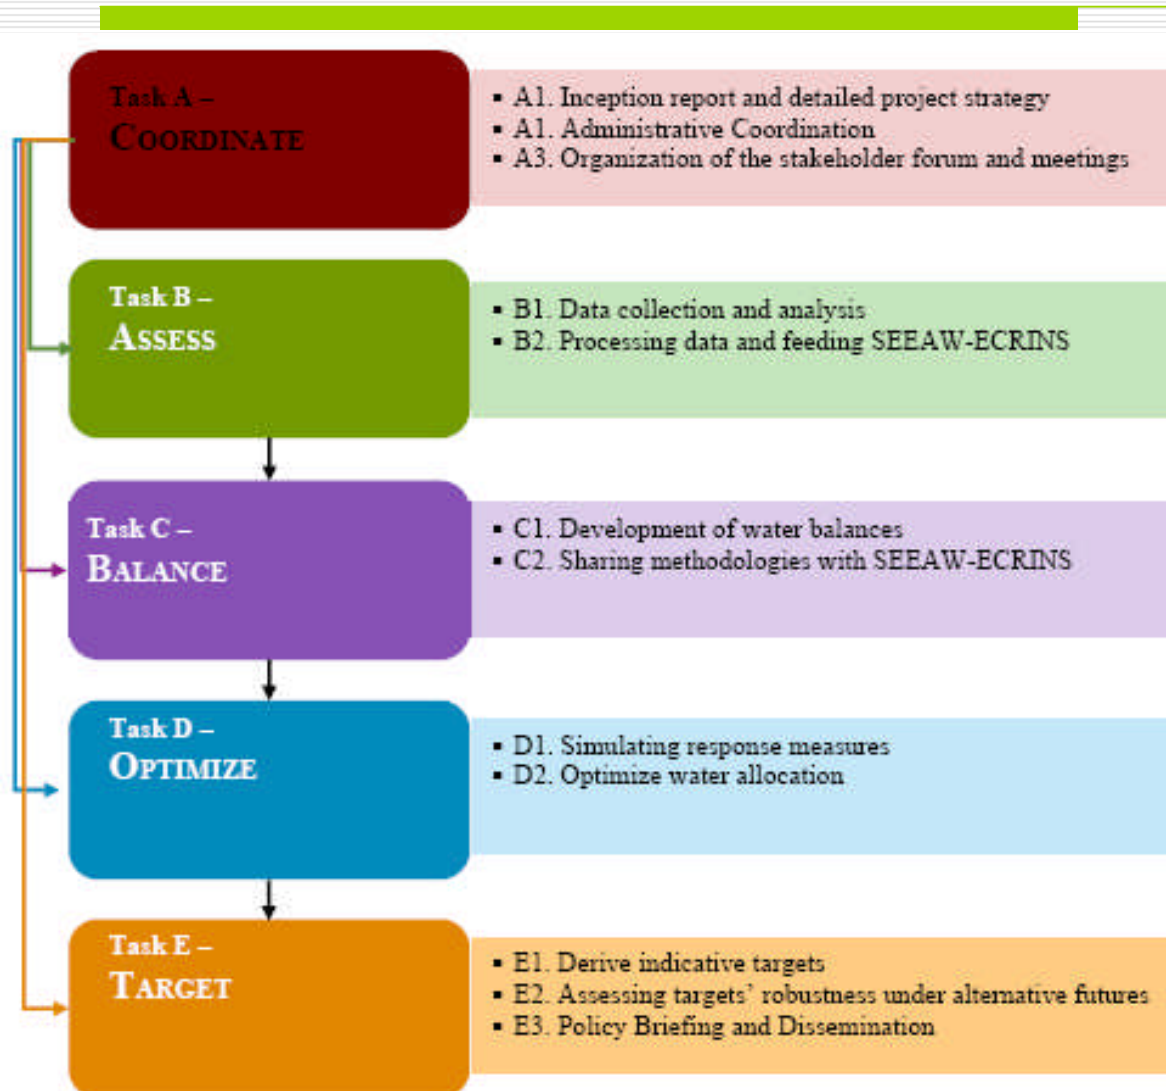 Task A –
COORDINATE
▪ A1. Inception report and detailed project strategy
▪ A1. Administrative Coordination
▪ A3. Organization of the stakeholder forum and meetings
Task B –
ASSESS
▪ B1. Data collection and analysis
▪ B2. Processing data and feeding SEEAW-ECRINS
Task C –
BALANCE
▪ C1. Development of water balances
▪ C2. Sharing methodologies with SEEAW-ECRINS
Task D –
OPTIMIZE
▪ D1. Simulating response measures
▪ D2. Optimize water allocation
Task E –
TARGET
▪ E1. Derive indicative targets
▪ E2. Assessing targets’ robustness under alternative futures
▪ E3. Policy Briefing and Dissemination